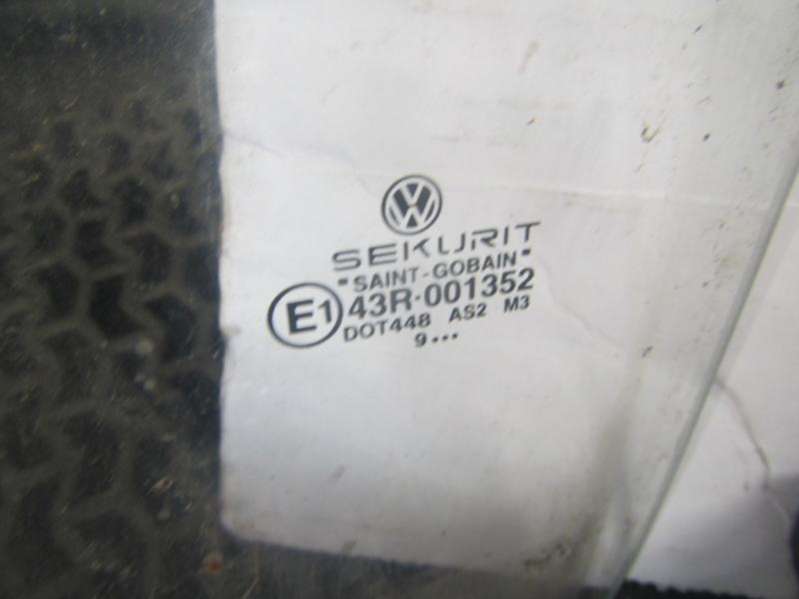 SEKURIT
"SAINT-GOBAIN"
E1 43R-001352
DOT448 AS2 M3
9•••